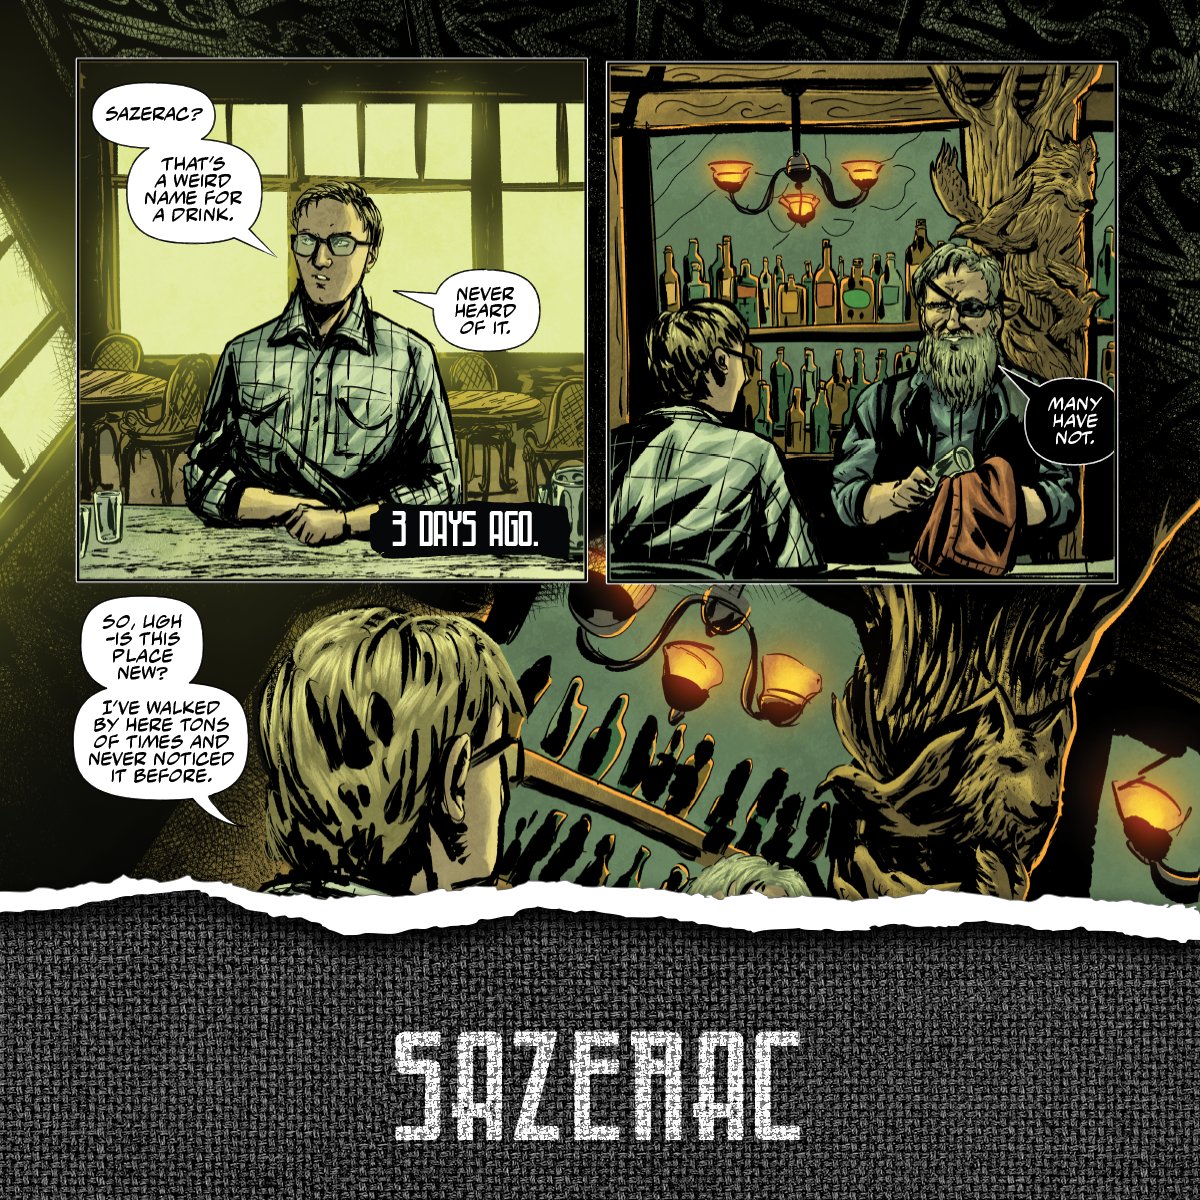 SAZERAC?
THAT'S
A WEIRD
NAME FOR
A DRINK.
NEVER
HEARD
OF IT.
3 DAYS AGO.
MANY
HAVE
NOT.
SO, UGH
-IS THIS
PLACE
NEW?
I'VE WALKED
BY HERE TONS
OF TIMES AND
NEVER NOTICED
IT BEFORE.
SAZERAC